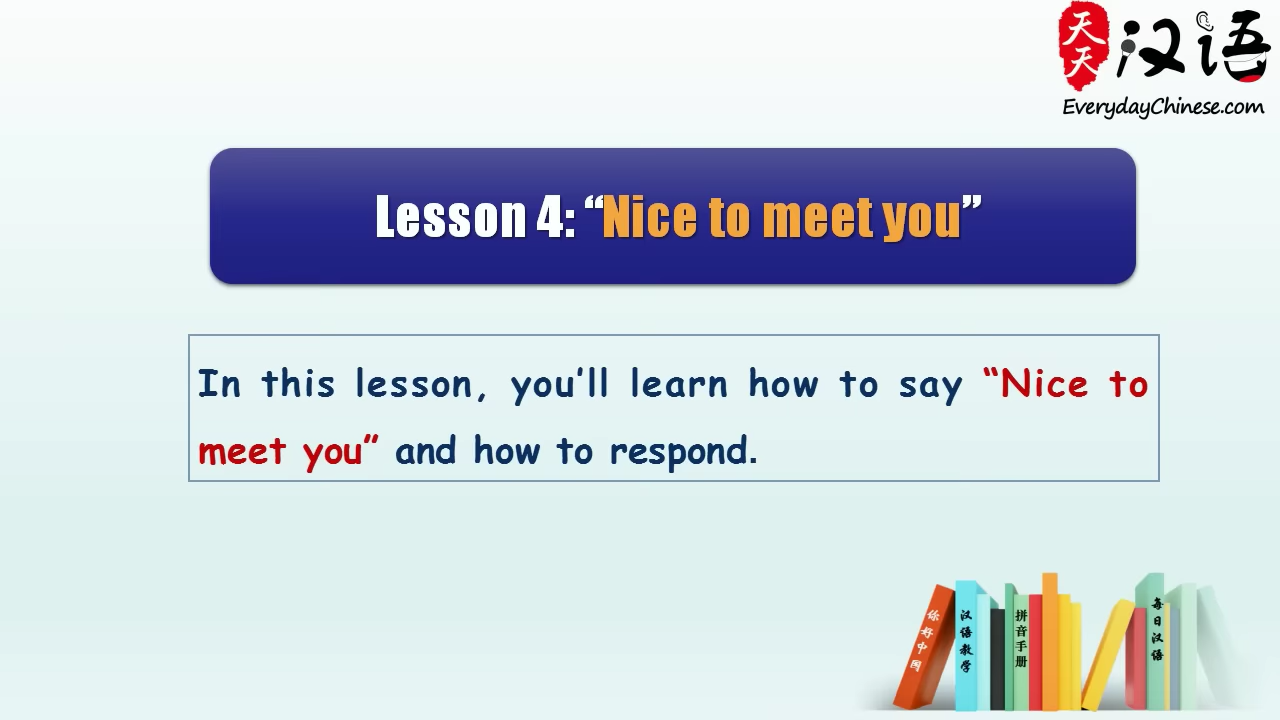 天天汉语
EverydayChinese.com
Lesson 4: “Nice to meet you”
In this lesson, you’ll learn how to say “Nice to
meet you” and how to respond.
你好中国
汉语教学
拼音手册
每日汉语